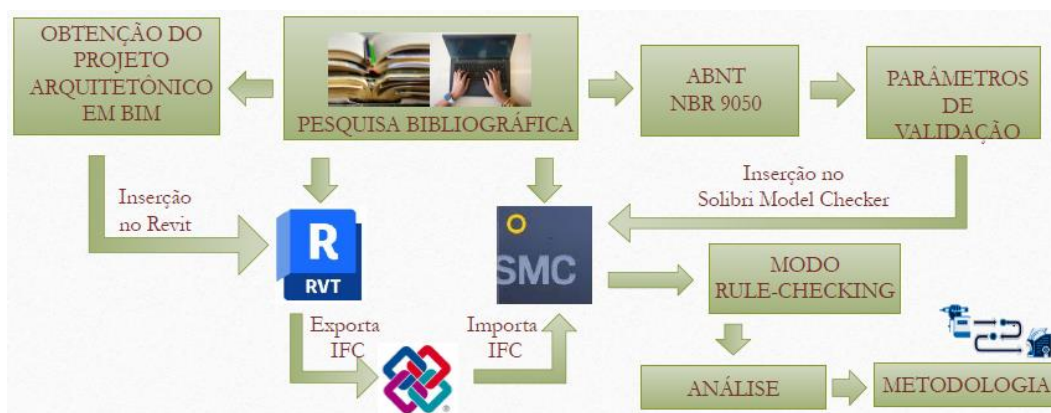 OBTENÇÃO DO
PROJETO
ARQUITETÔNICO
EM BIM
PESQUISA BIBLIOGRÁFICA
ABNT
NBR 9050
PARÂMETROS
DE
VALIDAÇÃO
Inserção
no Revit
Inserção no
Solibri Model Checker
R
RVT
SMC
MODO
RULE-CHECKING
Exporta
IFC
Importa
IFC
®
ANÁLISE
METODOLOGIA